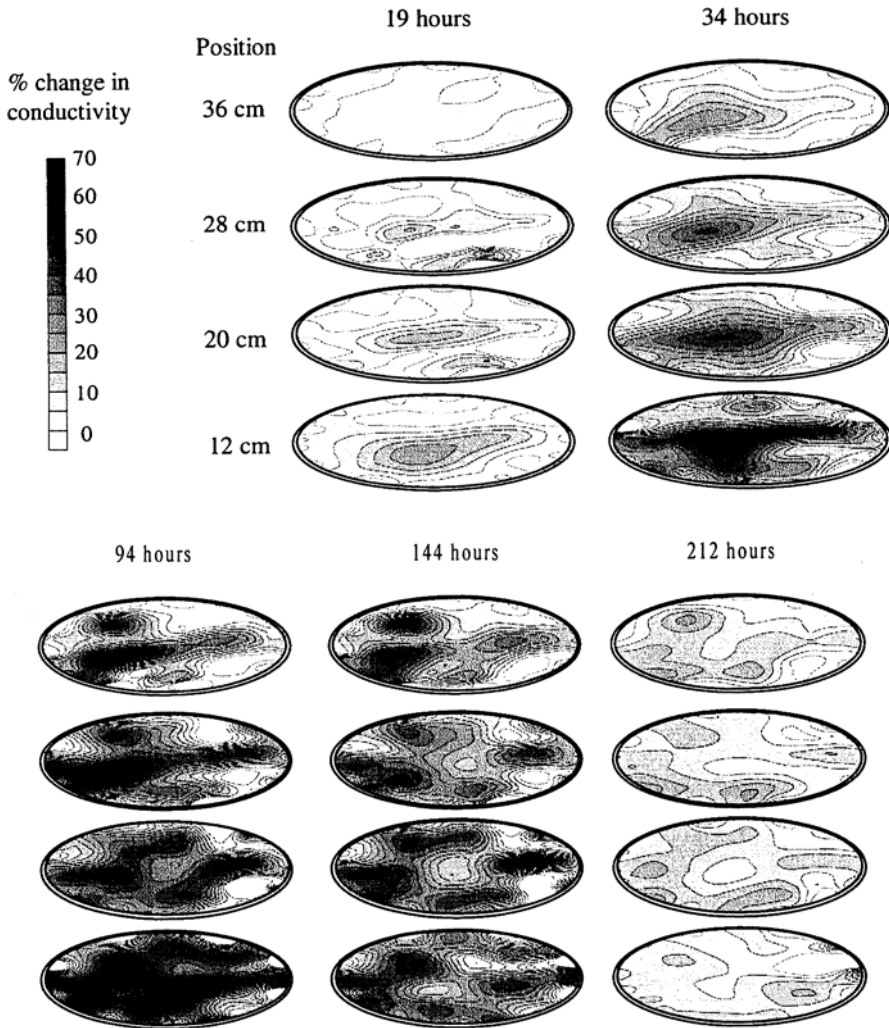 19 hours
34 hours
Position
% change in
conductivity
36 cm
28 cm
20 cm
12 cm
70
60
50
40
30
20
10
0
94 hours
144 hours
212 hours